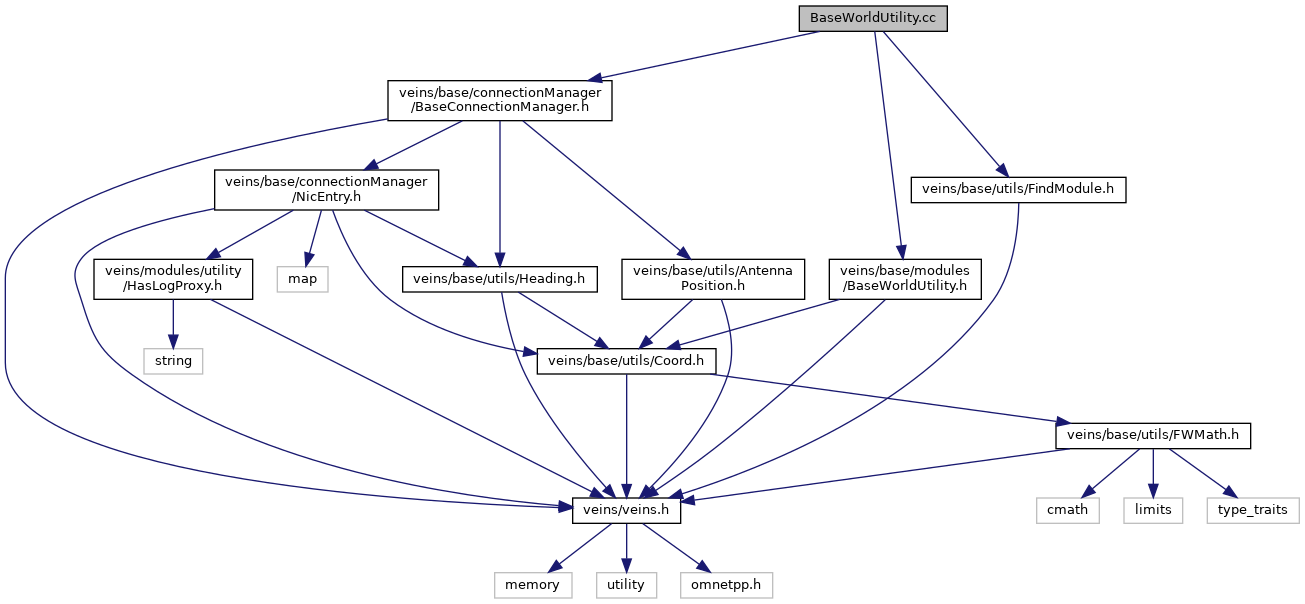 BaseWorldUtility.cc
veins/base/connectionManager
/BaseConnectionManager.h
veins/base/connectionManager
/NicEntry.h
veins/base/utils/FindModule.h
veins/modules/utility
/HasLogProxy.h
map
veins/base/utils/Heading.h
veins/base/utils/Antenna
Position.h
veins/base/modules
/BaseWorldUtility.h
string
veins/base/utils/Coord.h
veins/base/utils/FWMath.h
veins/veins.h
cmath
limits
type_traits
memory
utility
omnetpp.h